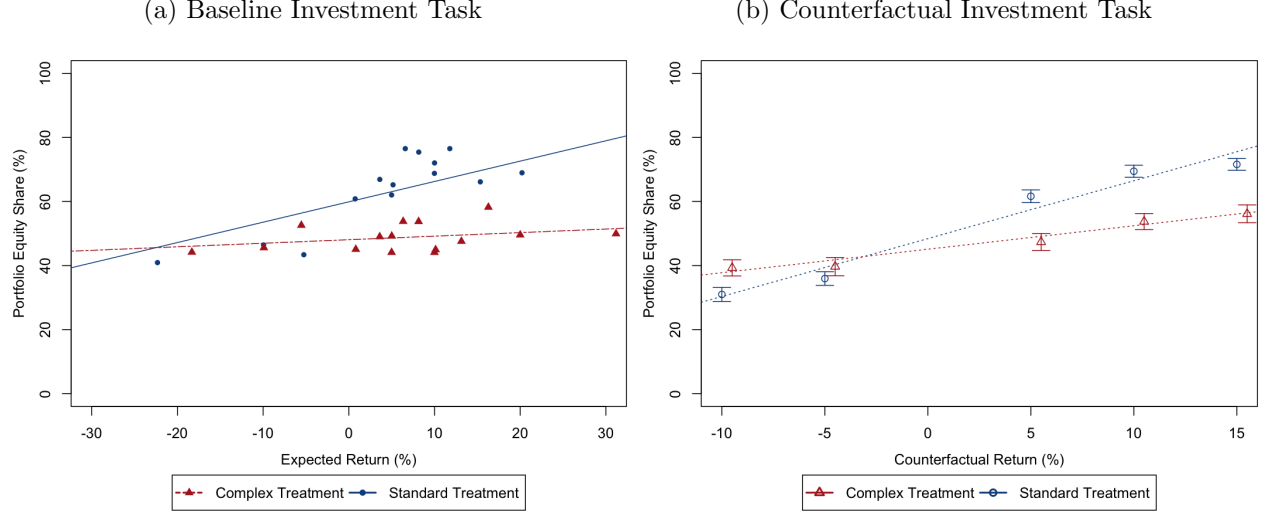 (a) Baseline Investment Task
(b) Counterfactual Investment Task
Portfolio Equity Share (%)
100
80
60
40
20
0
-30
-20
-10
0
10
20
30
Expected Return (%)
Complex Treatment
Standard Treatment
Portfolio Equity Share (%)
100
80
60
40
20
0
-10
-5
0
5
10
15
Counterfactual Return (%)
Complex Treatment
Standard Treatment